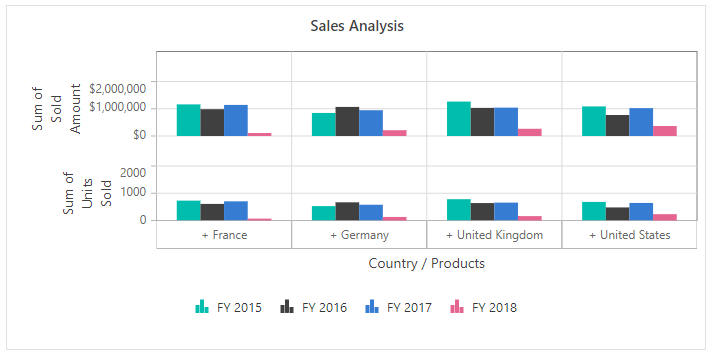 Sales Analysis
Sum of
Sold
Amount
$2,000,000
$1,000,000
$0
Sum of
Units
Sold
2000
1000
0
+ France
+ Germany
+ United Kingdom
+ United States
Country / Products
FY 2015
FY 2016
FY 2017
FY 2018